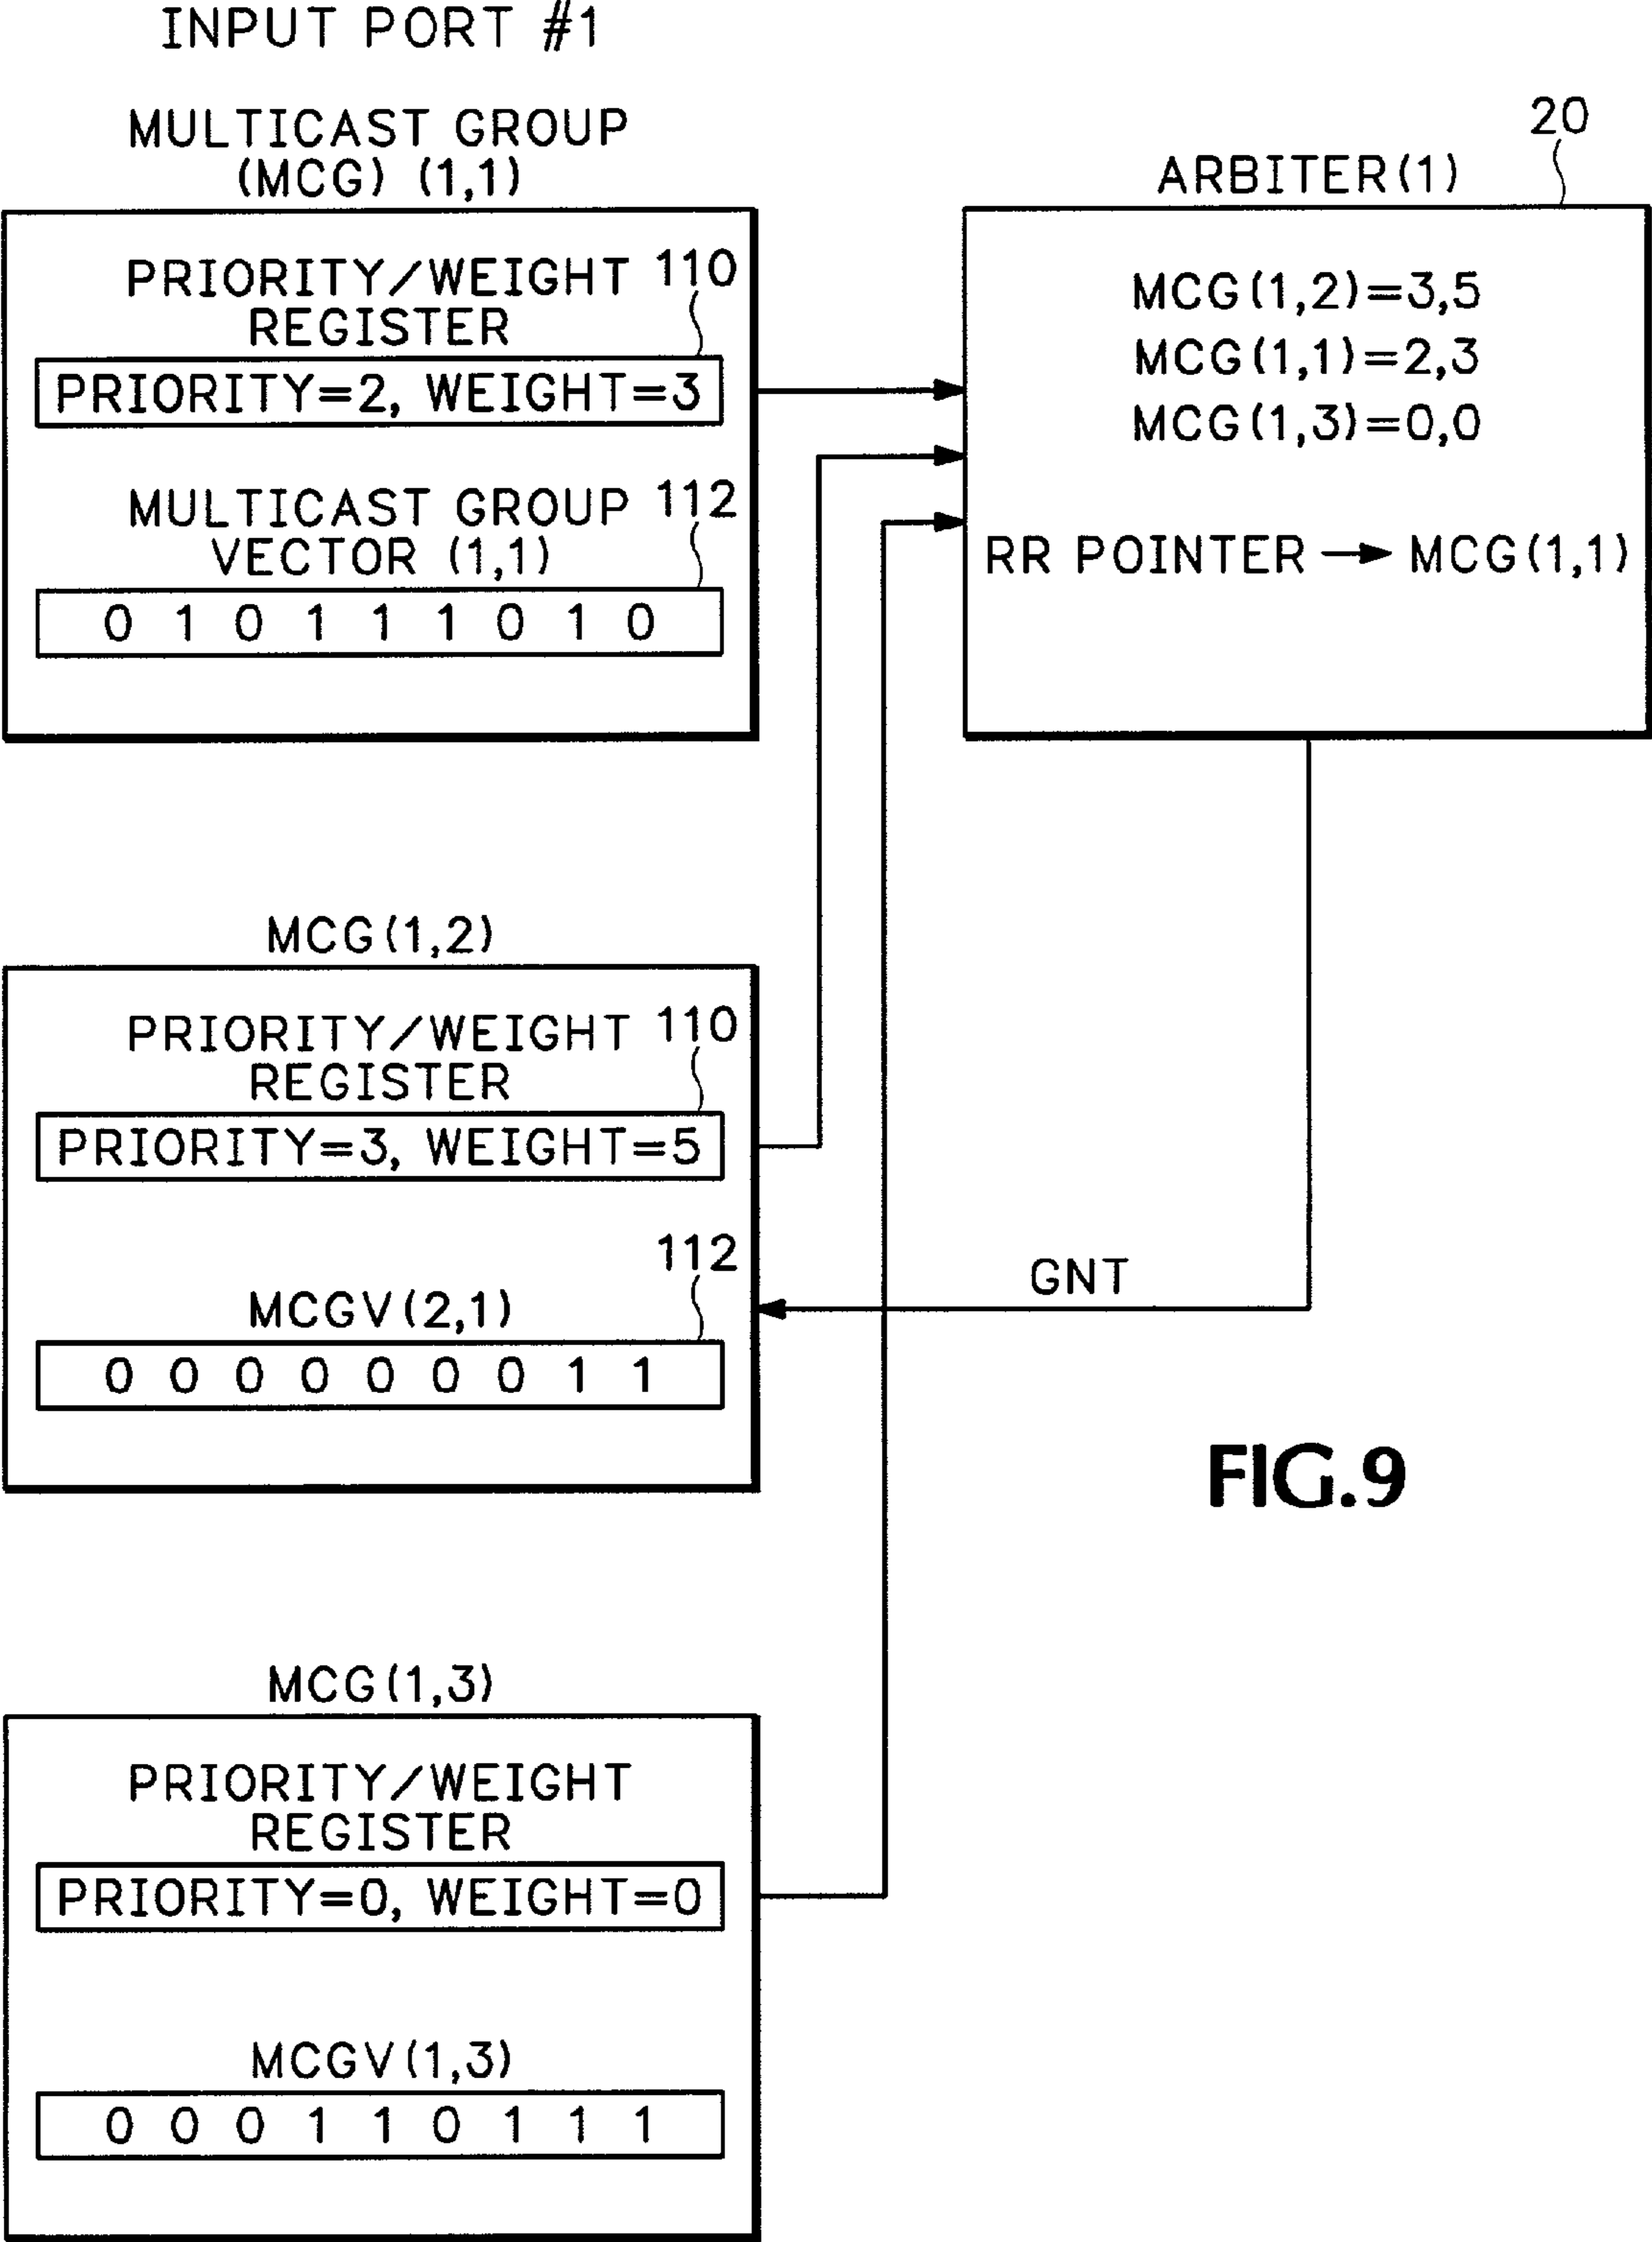 INPUT PORT #1
MULTICAST GROUP
(MCG) (1,1)
PRIORITY/WEIGHT 110
REGISTER
PRIORITY=2, WEIGHT=3
MULTICAST GROUP 112
VECTOR (1,1)
0 1 0 1 1 1 0 1 0
20
ARBITER(1)
MCG(1,2)=3,5
MCG(1,1)=2,3
MCG(1,3)=0,0
RR POINTER → MCG(1,1)
MCG(1,2)
PRIORITY/WEIGHT 110
REGISTER
PRIORITY=3, WEIGHT=5
112
MCGV(2,1)
0 0 0 0 0 0 0 1 1
GNT
FIG.9
MCG(1,3)
PRIORITY/WEIGHT
REGISTER
PRIORITY=0, WEIGHT=0
MCGV(1,3)
0 0 0 1 1 0 1 1 1